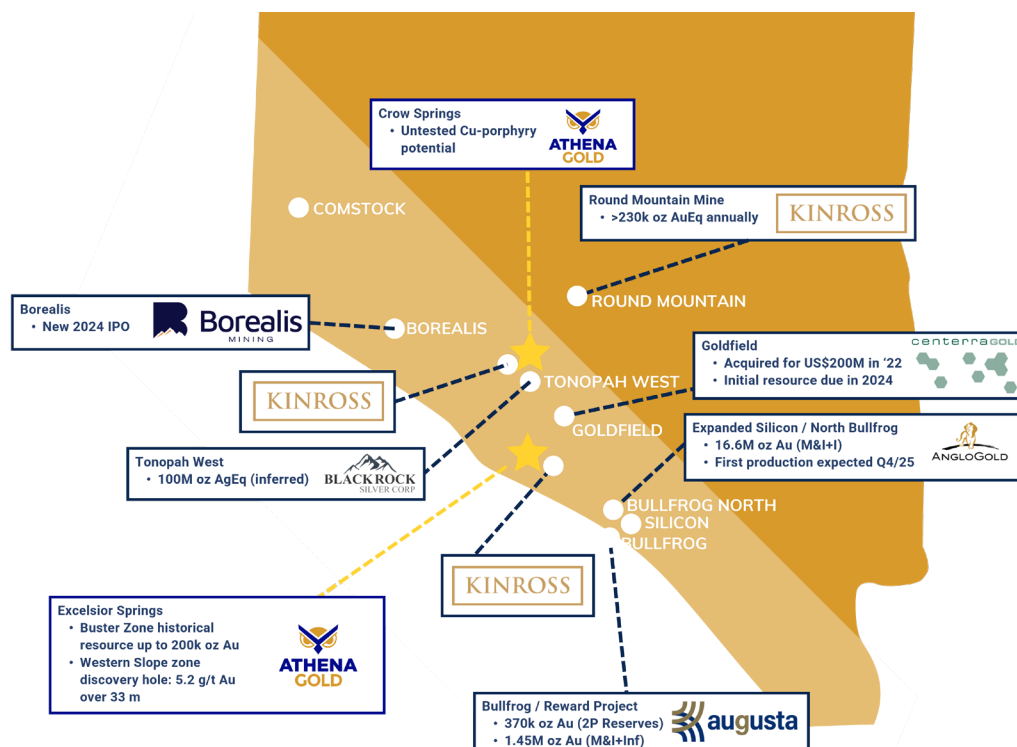 Crow Springs
• Untested Cu-porphyry
potential
ATHENA
GOLD
COMSTOCK
Round Mountain Mine
• >230k oz AuEq annually
KINROSS
ROUND MOUNTAIN
Borealis
• New 2024 IPO
Borealis
MINING
BOREALIS
Goldfield
• Acquired for US$200M in ‘22
• Initial resource due in 2024
centerraGOLD
KINROSS
TONOPAH WEST
GOLDFIELD
Expanded Silicon / North Bullfrog
• 16.6M oz Au (M&I+I)
• First production expected Q4/25
ANGLOGOLD
Tonopah West
• 100M oz AgEq (inferred)
BLACKROCK
SILVER CORP
BULLFROG NORTH
SILICON
BULLFROG
KINROSS
Excelsior Springs
• Buster Zone historical
resource up to 200k oz Au
• Western Slope zone
discovery hole: 5.2 g/t Au
over 33 m
ATHENA
GOLD
Bullfrog / Reward Project
• 370k oz Au (2P Reserves)
• 1.45M oz Au (M&I+Inf)
augusta